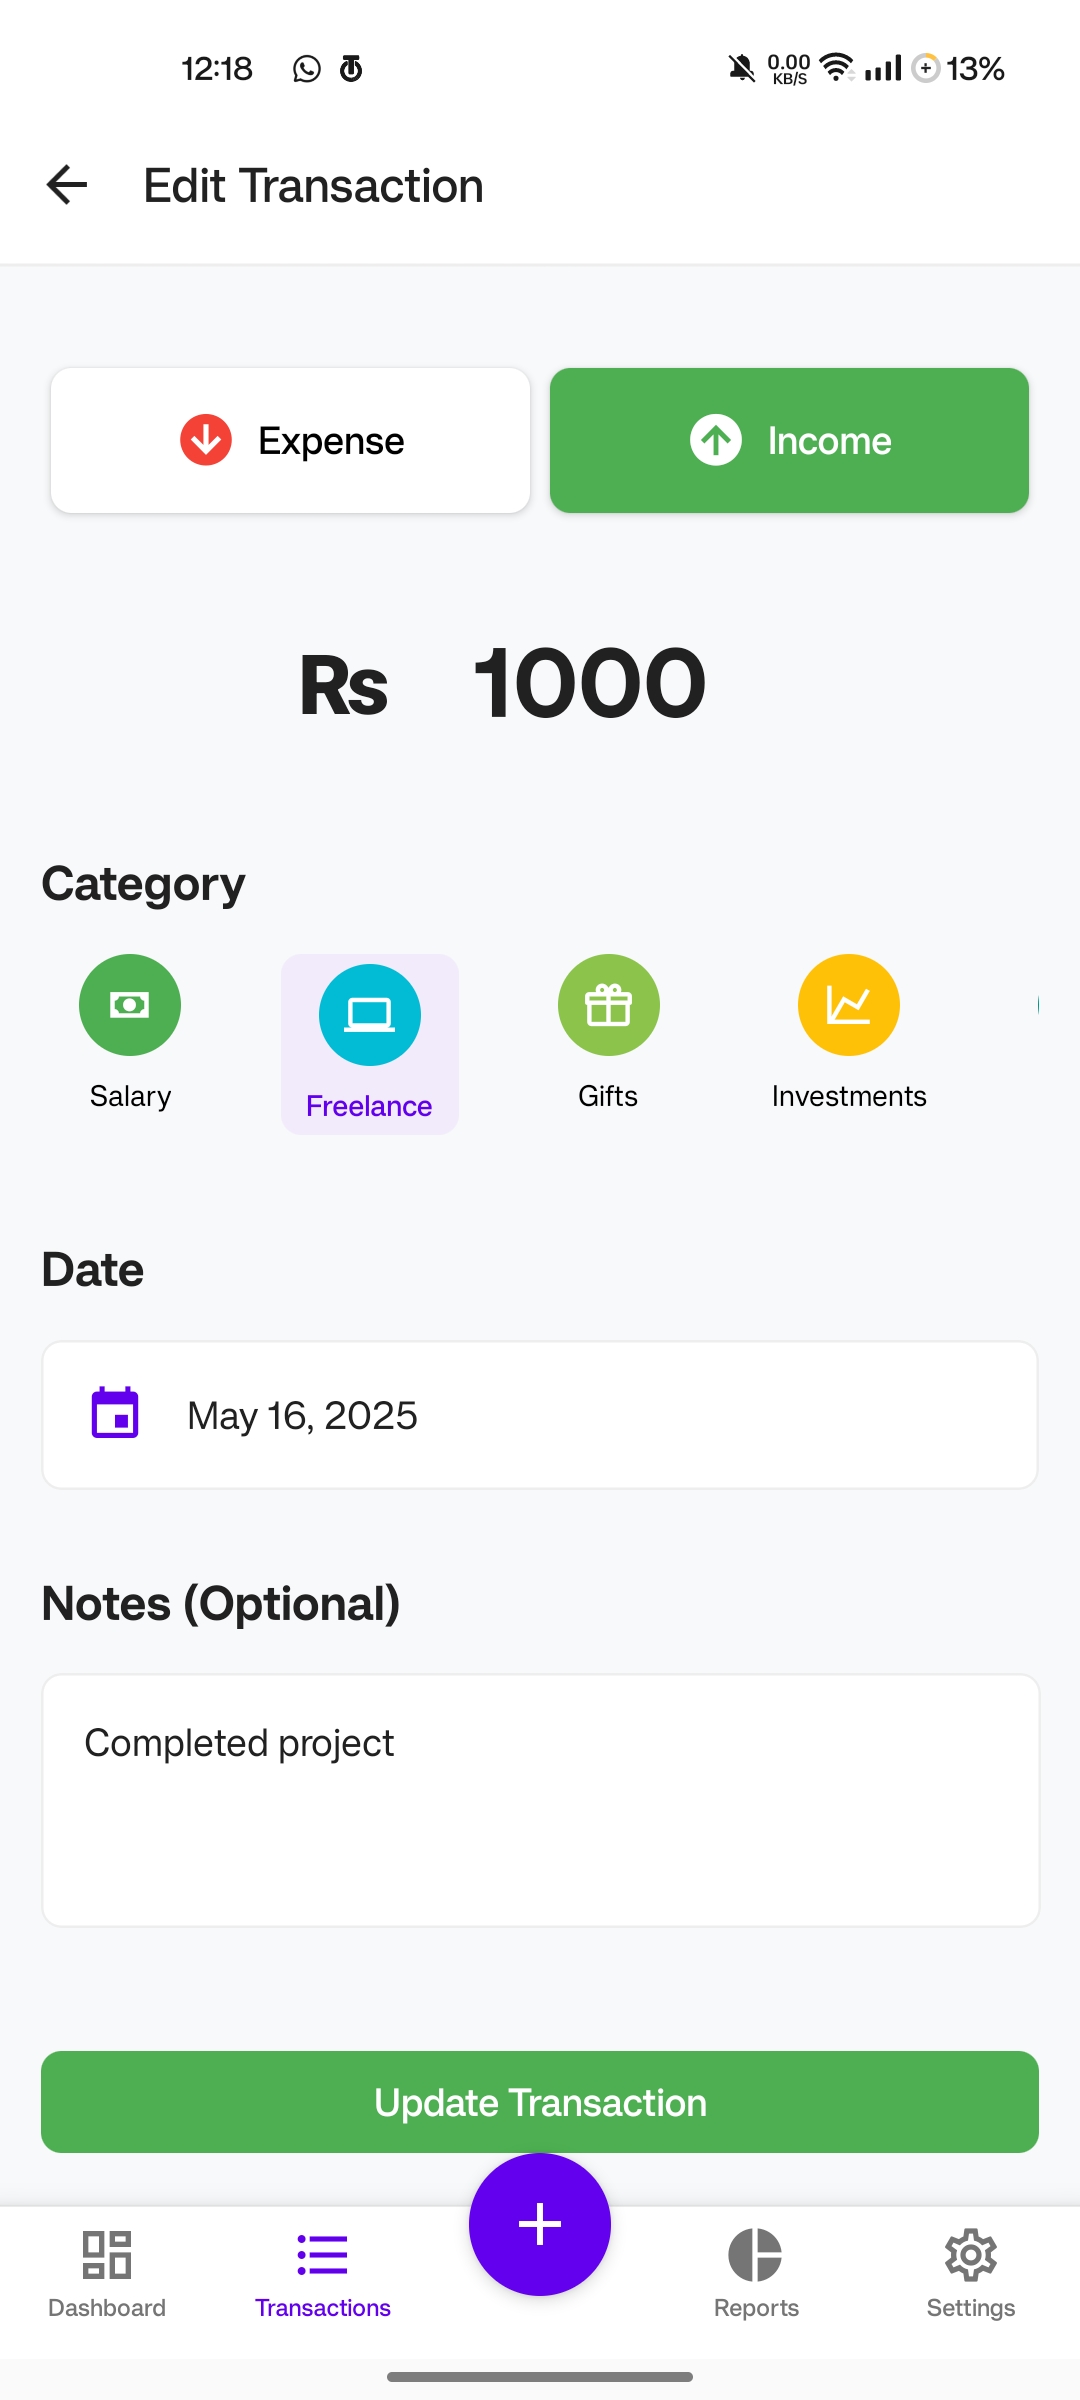 12:18 0.00 KB/S 13%
Edit Transaction
Expense Income
Rs 1000
Category
Salary Freelance Gifts Investments
Date
May 16, 2025
Notes (Optional)
Completed project
Update Transaction
Dashboard Transactions Reports Settings